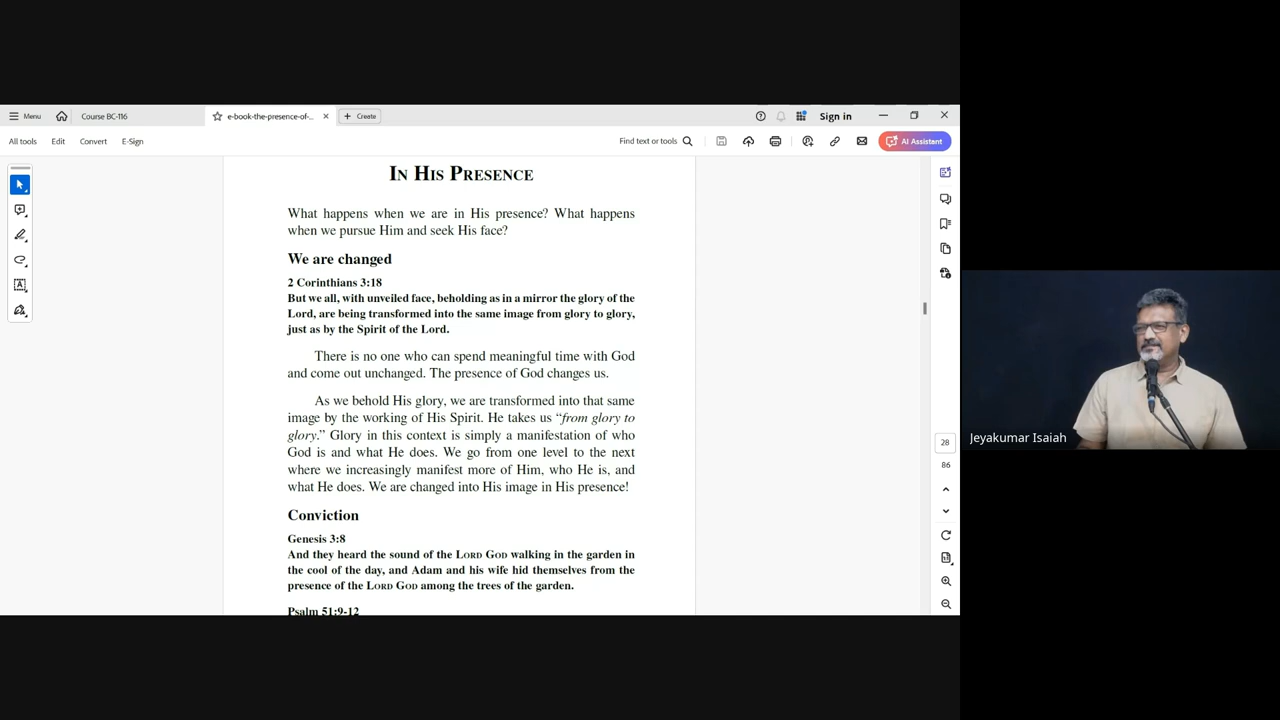 Menu
Course BC-116
e-book-the-presence-of-...
Create
Sign in
All tools
Edit
Convert
E-Sign
Find text or tools
AI Assistant
IN HIS PRESENCE
What happens when we are in His presence? What happens
when we pursue Him and seek His face?
We are changed
2 Corinthians 3:18
But we all, with unveiled face, beholding as in a mirror the glory of the
Lord, are being transformed into the same image from glory to glory,
just as by the Spirit of the Lord.
There is no one who can spend meaningful time with God
and come out unchanged. The presence of God changes us.
As we behold His glory, we are transformed into that same
image by the working of His Spirit. He takes us “from glory to
glory.” Glory in this context is simply a manifestation of who
God is and what He does. We go from one level to the next
where we increasingly manifest more of Him, who He is, and
what He does. We are changed into His image in His presence!
Conviction
Genesis 3:8
And they heard the sound of the LORD GOD walking in the garden in
the cool of the day, and Adam and his wife hid themselves from the
presence of the LORD GOD among the trees of the garden.
Psalm 51:9-12
28
86
Jeyakumar Isaiah